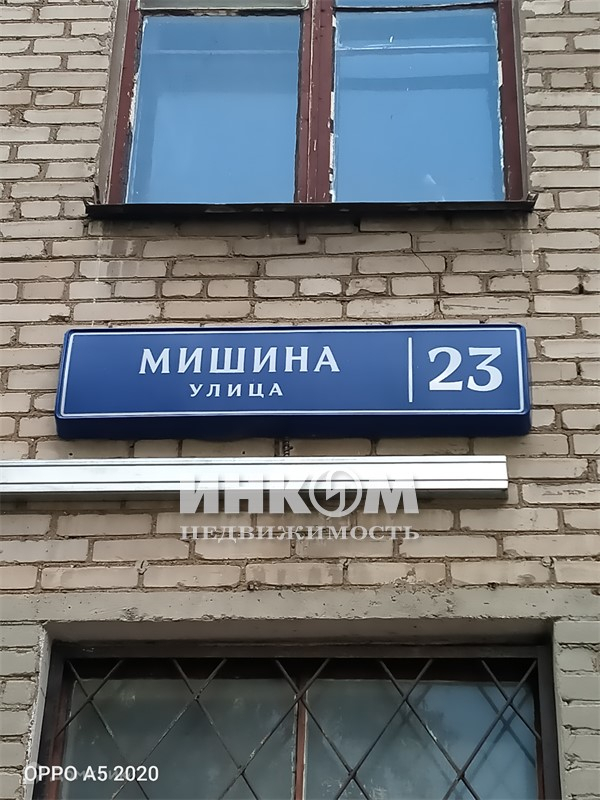 МИШИНА
УЛИЦА
23
ИНКОМ
НЕДВИЖИМОСТЬ
OPPO A5 2020